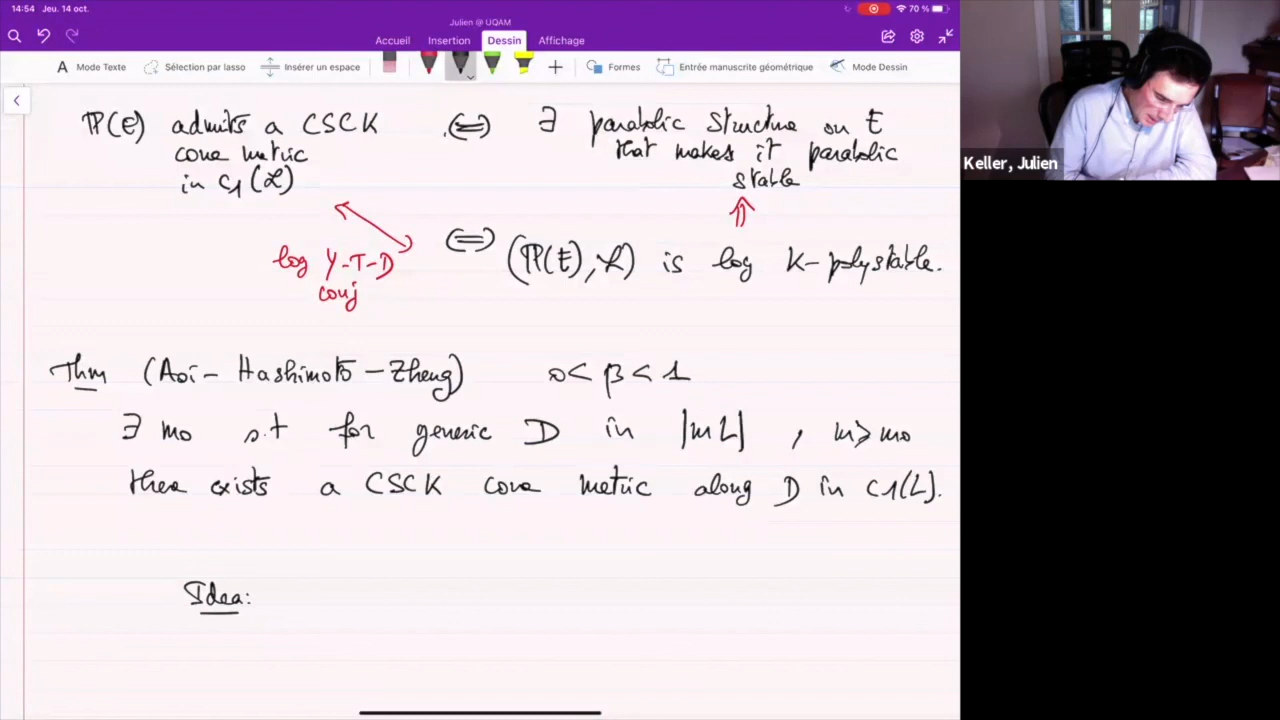 14:54 Jeu. 14 oct.
70 %
Julien @ UQAM
Accueil Insertion Dessin Affichage
A Mode Texte Sélection par lasso Insérer un espace Formes Entrée manuscrite géométrique Mode Dessin
ℙ(E) admits a CSCK ⇔ ∃ parabolic structure on E
cone metric that makes it parabolic
in c1(ℒ) stable
log Y-T-D ⇔ (ℙ(E), ℒ) is log K-polystable.
conj
Thm (Aoi - Hashimoto - Zheng) 0 < β < 1
∃ m0 s.t for generic D in |mL| , m ≥ m0
there exists a CSCK cone metric along D in c1(L).
Idea:
Keller, Julien